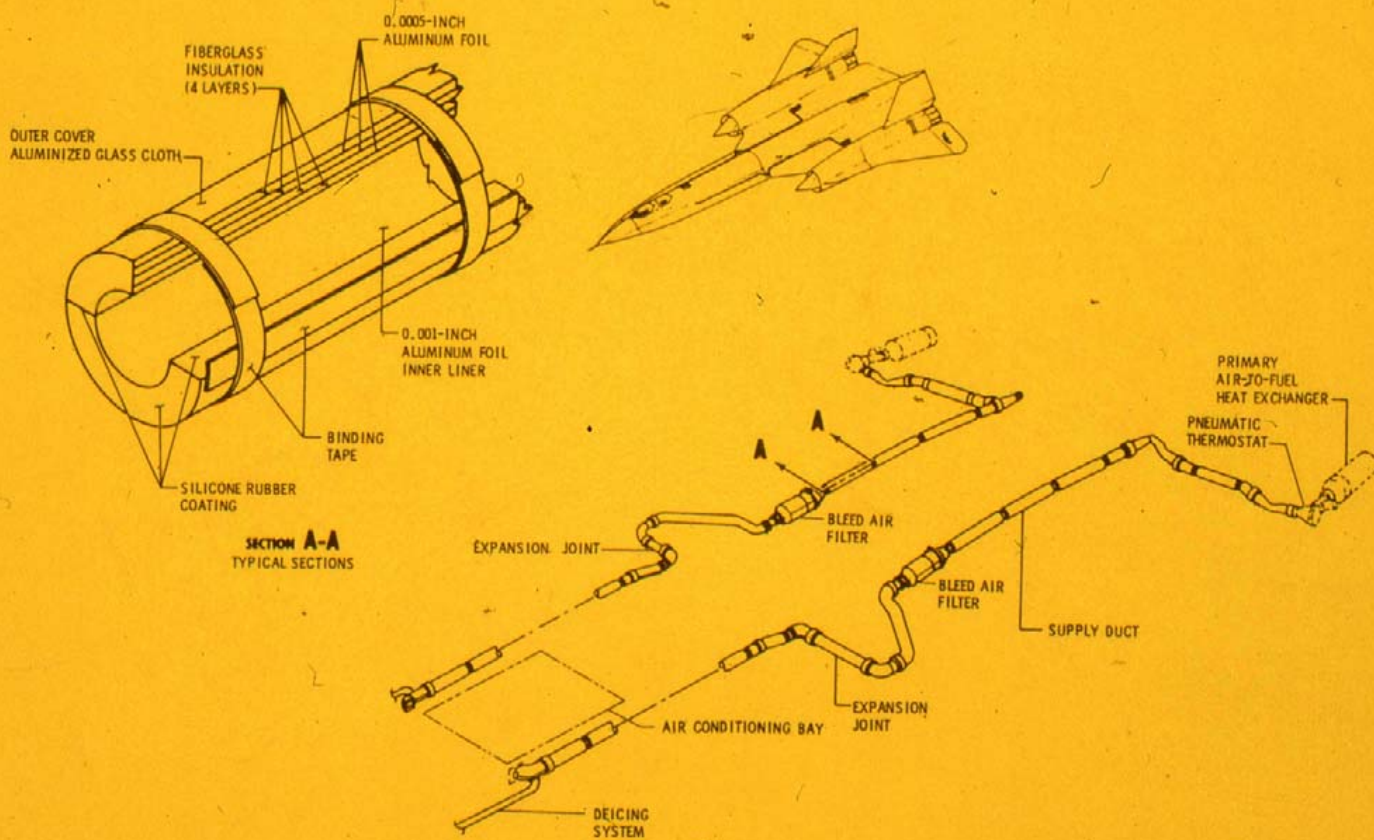 0.0005-INCH
ALUMINUM FOIL
FIBERGLASS
INSULATION
(4 LAYERS)
OUTER COVER
ALUMINIZED GLASS CLOTH
0.001-INCH
ALUMINUM FOIL
INNER LINER
BINDING
TAPE
SILICONE RUBBER
COATING
SECTION A-A
TYPICAL SECTIONS
PRIMARY
AIR-TO-FUEL
HEAT EXCHANGER
PNEUMATIC
THERMOSTAT
A
A
BLEED AIR
FILTER
EXPANSION JOINT
BLEED AIR
FILTER
SUPPLY DUCT
EXPANSION
JOINT
AIR CONDITIONING BAY
DEICING
SYSTEM